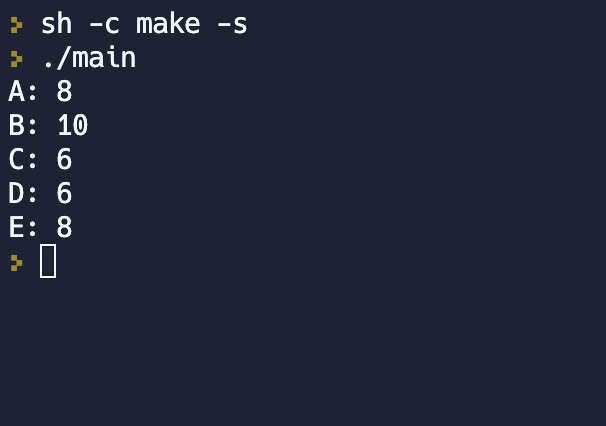 sh -c make -s
./main
A: 8
B: 10
C: 6
D: 6
E: 8